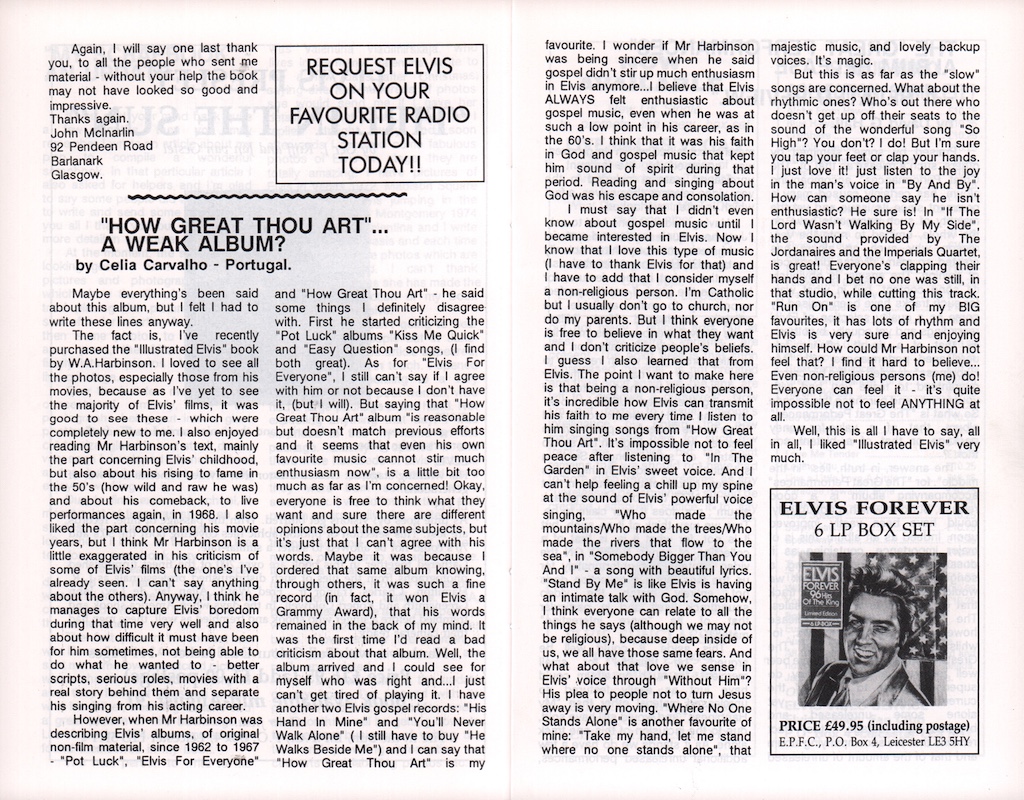 Again, I will say one last thank
you, to all the people who sent me
material - without your help the book
may not have looked so good and
impressive.
Thanks again.
John McInarlin
92 Pendeen Road
Barlanark
Glasgow.
REQUEST ELVIS
ON YOUR
FAVOURITE RADIO
STATION
TODAY!!
"HOW GREAT THOU ART"...
A WEAK ALBUM?
by Celia Carvalho - Portugal.
Maybe everything's been said
about this album, but I felt I had to
write these lines anyway.
The fact is, I've recently
purchased the "Illustrated Elvis" book
by W.A.Harbinson. I loved to see all
the photos, especially those from his
movies, because as I've yet to see
the majority of Elvis' films, it was
good to see these - which were
completely new to me. I also enjoyed
reading Mr Harbinson's text, mainly
the part concerning Elvis' childhood,
but also about his rising to fame in
the 50's (how wild and raw he was)
and about his comeback, to live
performances again, in 1968. I also
liked the part concerning his movie
years, but I think Mr Harbinson is a
little exaggerated in his criticism of
some of Elvis' films (the one's I've
already seen. I can't say anything
about the others). Anyway, I think he
manages to capture Elvis' boredom
during that time very well and also
about how difficult it must have been
for him sometimes, not being able to
do what he wanted to - better
scripts, serious roles, movies with a
real story behind them and separate
his singing from his acting career.
However, when Mr Harbinson was
describing Elvis' albums, of original
non-film material, since 1962 to 1967
- "Pot Luck", "Elvis For Everyone"
and "How Great Thou Art" - he said
some things I definitely disagree
with. First he started criticizing the
"Pot Luck" albums "Kiss Me Quick"
and "Easy Question" songs, (I find
both great). As for "Elvis For
Everyone", I still can't say if I agree
with him or not because I don't have
it, (but I will). But saying that "How
Great Thou Art" album "is reasonable
but doesn't match previous efforts
and it seems that even his own
favourite music cannot stir much
enthusiasm now", is a little bit too
much as far as I'm concerned! Okay,
everyone is free to think what they
want and sure there are different
opinions about the same subjects, but
it's just that I can't agree with his
words. Maybe it was because I
ordered that same album knowing,
through others, it was such a fine
record (in fact, it won Elvis a
Grammy Award), that his words
remained in the back of my mind. It
was the first time I'd read a bad
criticism about that album. Well, the
album arrived and I could see for
myself who was right and...I just
can't get tired of playing it. I have
another two Elvis gospel records: "His
Hand In Mine" and "You'll Never
Walk Alone" ( I still have to buy "He
Walks Beside Me") and I can say that
"How Great Thou Art" is my
favourite. I wonder if Mr Harbinson
was being sincere when he said
gospel didn't stir up much enthusiasm
in Elvis anymore...I believe that Elvis
ALWAYS felt enthusiastic about
gospel music, even when he was at
such a low point in his career, as in
the 60's. I think that it was his faith
in God and gospel music that kept
him sound of spirit during that
period. Reading and singing about
God was his escape and consolation.
I must say that I didn't even
know about gospel music until I
became interested in Elvis. Now I
know that I love this type of music
(I have to thank Elvis for that) and
I have to add that I consider myself
a non-religious person. I'm Catholic
but I usually don't go to church, nor
do my parents. But I think everyone
is free to believe in what they want
and I don't criticize people's beliefs.
I guess I also learned that from
Elvis. The point I want to make here
is that being a non-religious person,
it's incredible how Elvis can transmit
his faith to me every time I listen to
him singing songs from "How Great
Thou Art". It's impossible not to feel
peace after listening to "In The
Garden" in Elvis' sweet voice. And I
can't help feeling a chill up my spine
at the sound of Elvis' powerful voice
singing, "Who made the
mountains/Who made the trees/Who
made the rivers that flow to the
sea", in "Somebody Bigger Than You
And I" - a song with beautiful lyrics.
"Stand By Me" is like Elvis is having
an intimate talk with God. Somehow,
I think everyone can relate to all the
things he says (although we may not
be religious), because deep inside of
us, we all have those same fears. And
what about that love we sense in
Elvis' voice through "Without Him"?
His plea to people not to turn Jesus
away is very moving. "Where No One
Stands Alone" is another favourite of
mine: "Take my hand, let me stand
where no one stands alone", that
majestic music, and lovely backup
voices. It's magic.
But this is as far as the "slow"
songs are concerned. What about the
rhythmic ones? Who's out there who
doesn't get up off their seats to the
sound of the wonderful song "So
High"? You don't? I do! But I'm sure
you tap your feet or clap your hands.
I just love it! just listen to the joy
in the man's voice in "By And By".
How can someone say he isn't
enthusiastic? He sure is! In "If The
Lord Wasn't Walking By My Side",
the sound provided by The
Jordanaires and the Imperials Quartet,
is great! Everyone's clapping their
hands and I bet no one was still, in
that studio, while cutting this track.
"Run On" is one of my BIG
favourites, it has lots of rhythm and
Elvis is very sure and enjoying
himself. How could Mr Harbinson not
feel that? I find it hard to believe...
Even non-religious persons (me) do!
Everyone can feel it - it's quite
impossible not to feel ANYTHING at
all.
Well, this is all I have to say, all
in all, I liked "Illustrated Elvis" very
much.
ELVIS FOREVER
6 LP BOX SET
ELVIS
FOREVER
96 Hits
Of The King
Limited Edition
6 LP-BOX
PRICE £49.95 (including postage)
E.P.F.C., P.O. Box 4, Leicester LE3 5HY